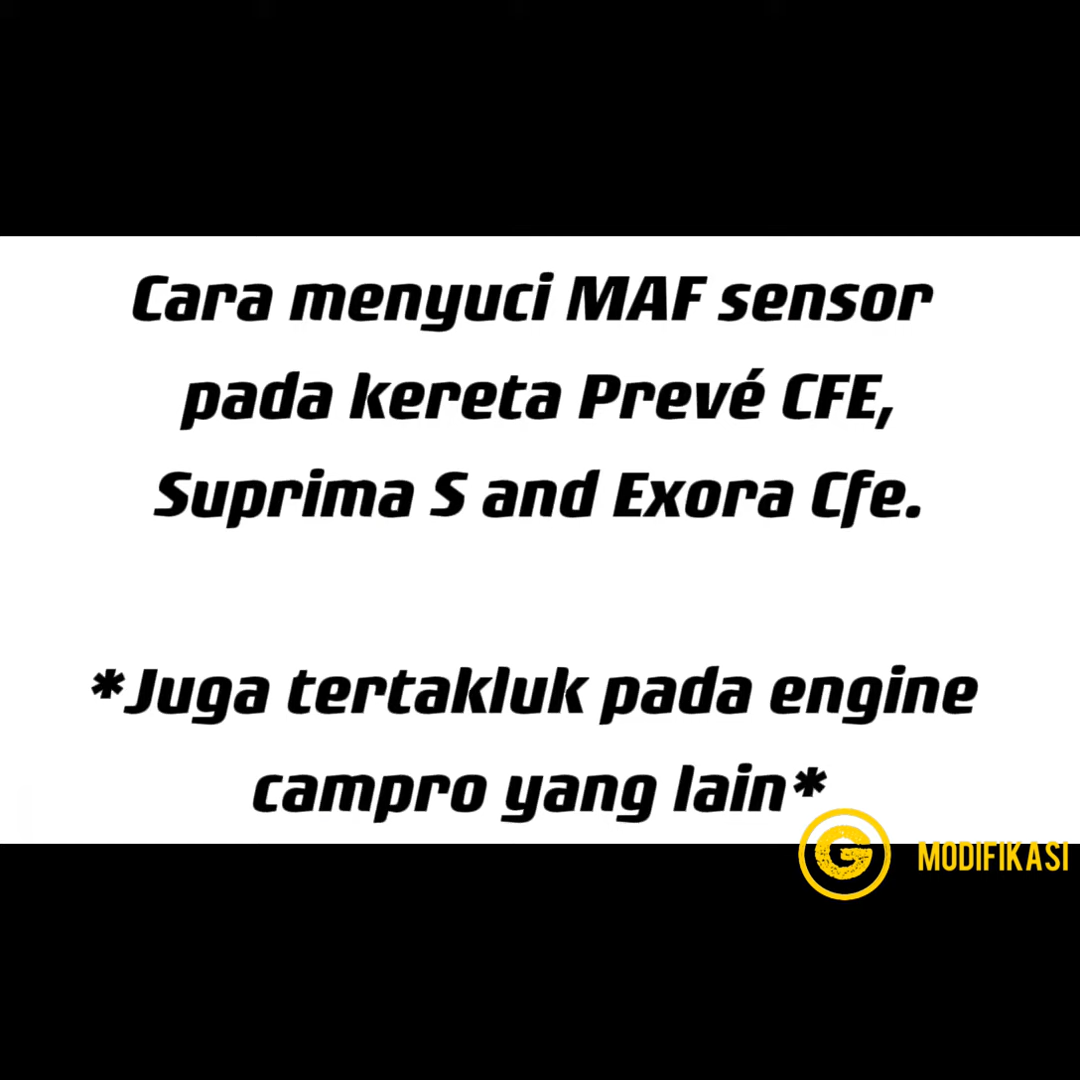 Cara menyuci MAF sensor
pada kereta Prevé CFE,
Suprima S and Exora Cfe.
*Juga tertakluk pada engine
campro yang lain*
G MODIFIKASI